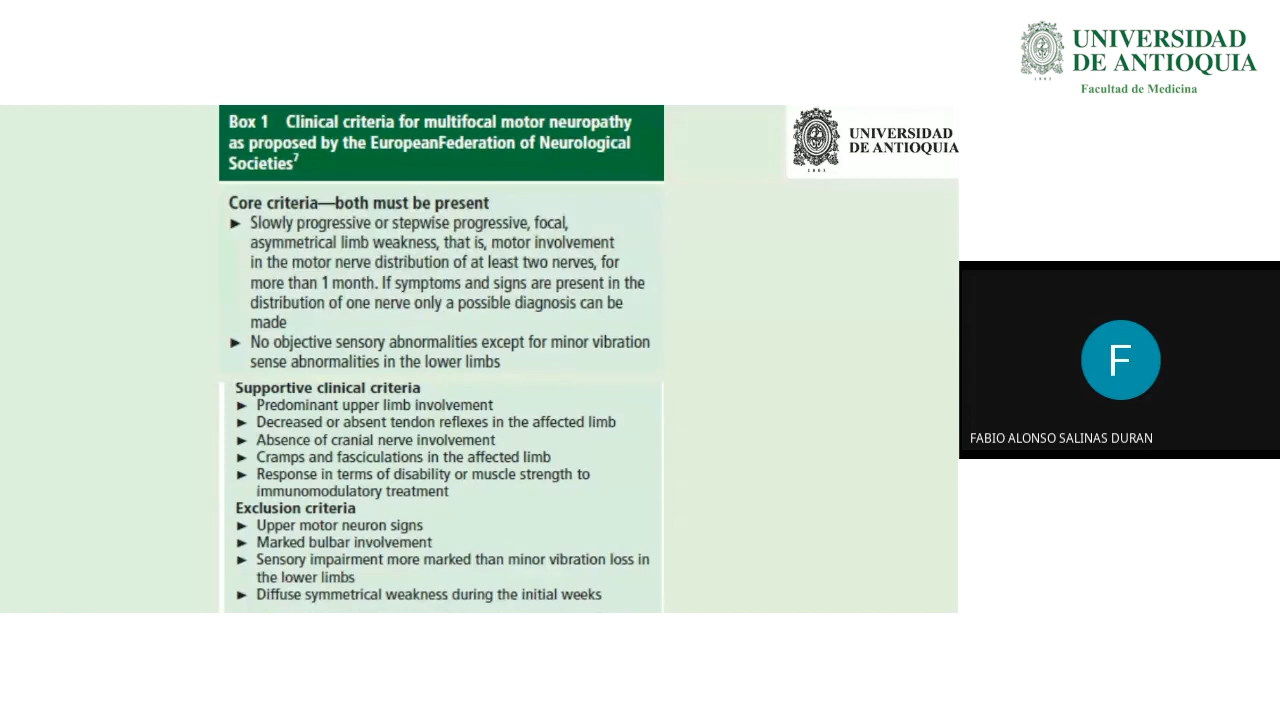 UNIVERSIDAD
DE ANTIOQUIA
1803
Facultad de Medicina
Box 1 Clinical criteria for multifocal motor neuropathy
as proposed by the EuropeanFederation of Neurological
Societies7
UNIVERSIDAD
DE ANTIOQUIA
1803
Core criteria—both must be present
► Slowly progressive or stepwise progressive, focal,
asymmetrical limb weakness, that is, motor involvement
in the motor nerve distribution of at least two nerves, for
more than 1 month. If symptoms and signs are present in the
distribution of one nerve only a possible diagnosis can be
made
► No objective sensory abnormalities except for minor vibration
sense abnormalities in the lower limbs
Supportive clinical criteria
► Predominant upper limb involvement
► Decreased or absent tendon reflexes in the affected limb
► Absence of cranial nerve involvement
► Cramps and fasciculations in the affected limb
► Response in terms of disability or muscle strength to
immunomodulatory treatment
Exclusion criteria
► Upper motor neuron signs
► Marked bulbar involvement
► Sensory impairment more marked than minor vibration loss in
the lower limbs
► Diffuse symmetrical weakness during the initial weeks
F
FABIO ALONSO SALINAS DURAN